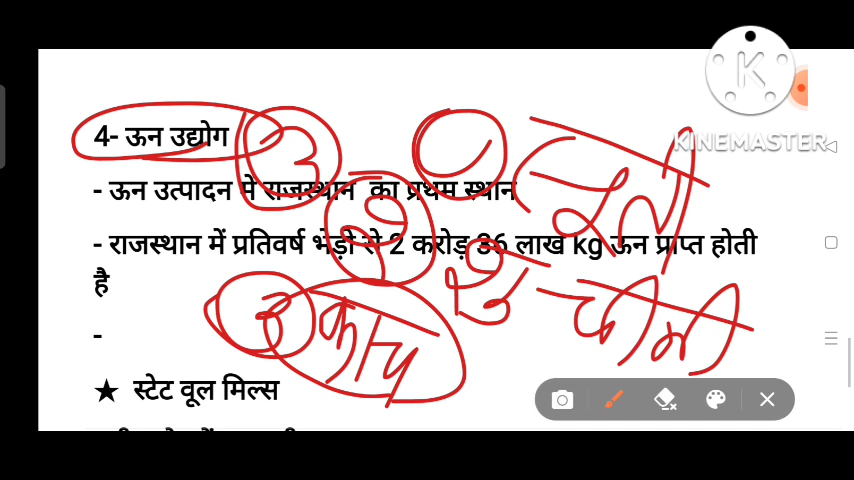 KINEMASTER
4- ऊन उद्योग
- ऊन उत्पादन मे राजस्थान का प्रथम स्थान
- राजस्थान में प्रतिवर्ष भेड़ो से 2 करोड़ 36 लाख kg ऊन प्राप्त होती
है
-
★ स्टेट वूल मिल्स
चीनी
काच